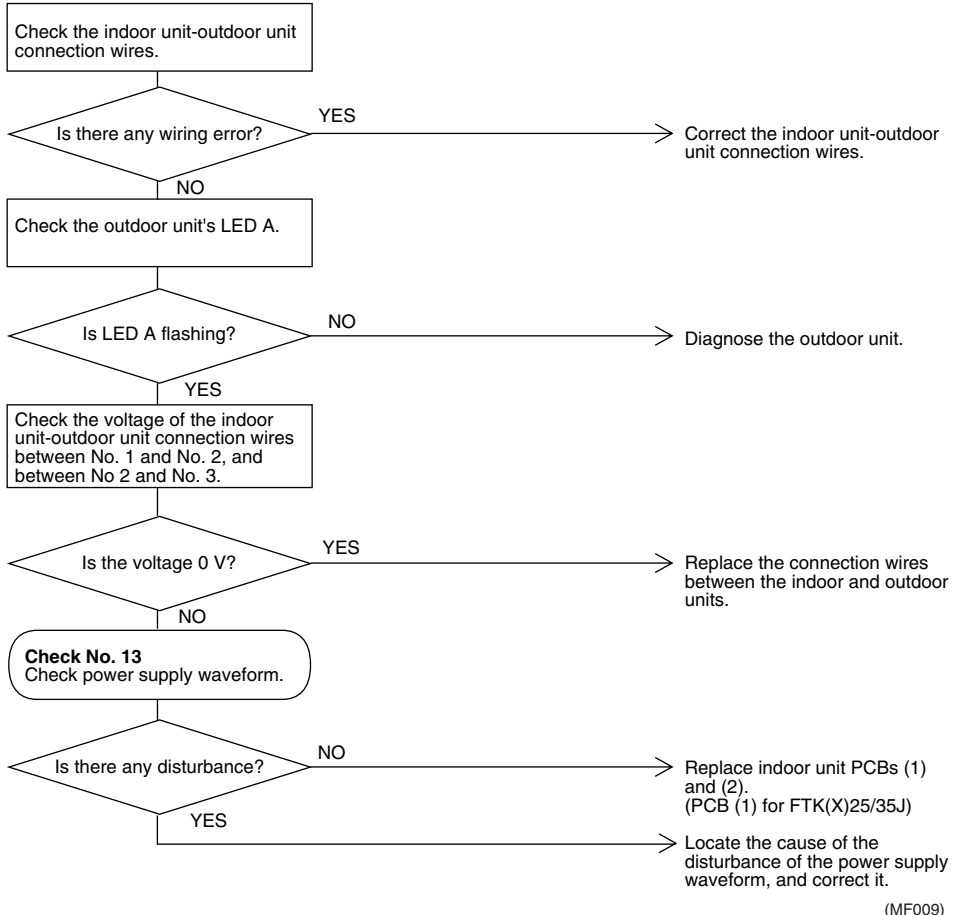 Check the indoor unit-outdoor unit
connection wires.
Is there any wiring error?
YES
Correct the indoor unit-outdoor
unit connection wires.
NO
Check the outdoor unit's LED A.
Is LED A flashing?
NO
Diagnose the outdoor unit.
YES
Check the voltage of the indoor
unit-outdoor unit connection wires
between No. 1 and No. 2, and
between No 2 and No. 3.
Is the voltage 0 V?
YES
Replace the connection wires
between the indoor and outdoor
units.
NO
Check No. 13
Check power supply waveform.
Is there any disturbance?
NO
Replace indoor unit PCBs (1)
and (2).
(PCB (1) for FTK(X)25/35J)
YES
Locate the cause of the
disturbance of the power supply
waveform, and correct it.
(MF009)